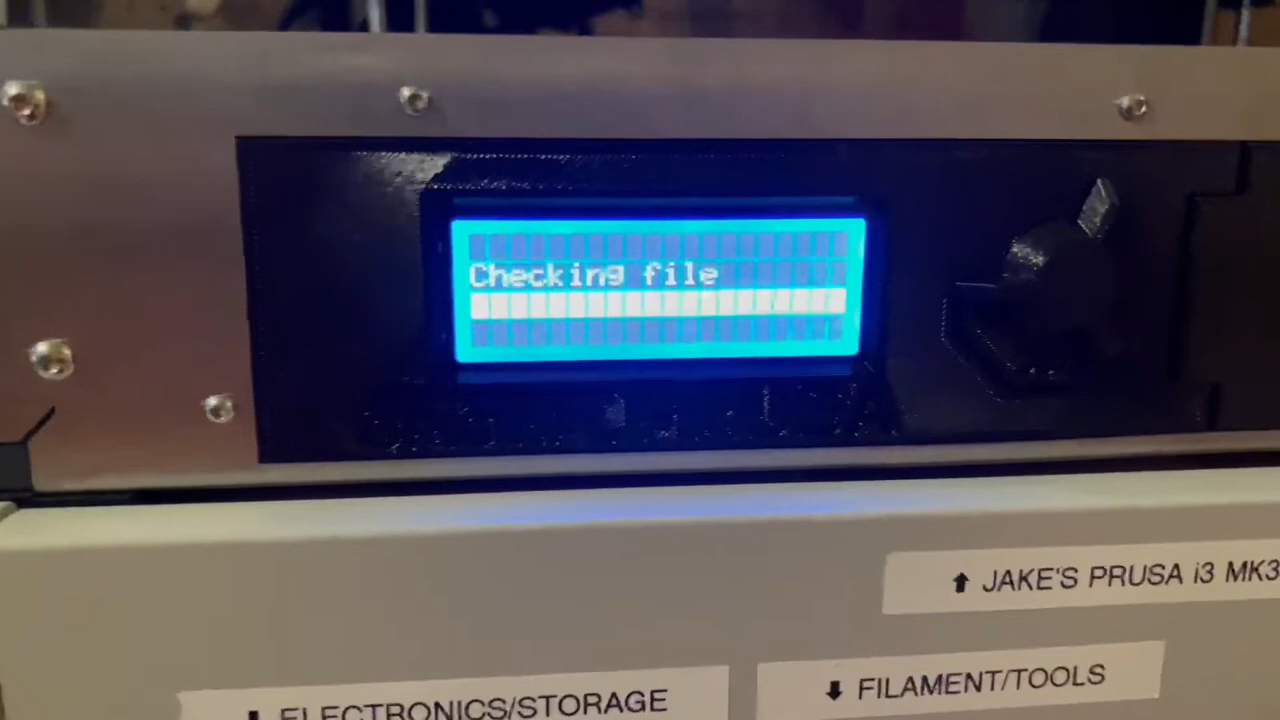 Checking file
⬆ JAKE'S PRUSA i3 MK3
⬇ ELECTRONICS/STORAGE
⬇ FILAMENT/TOOLS